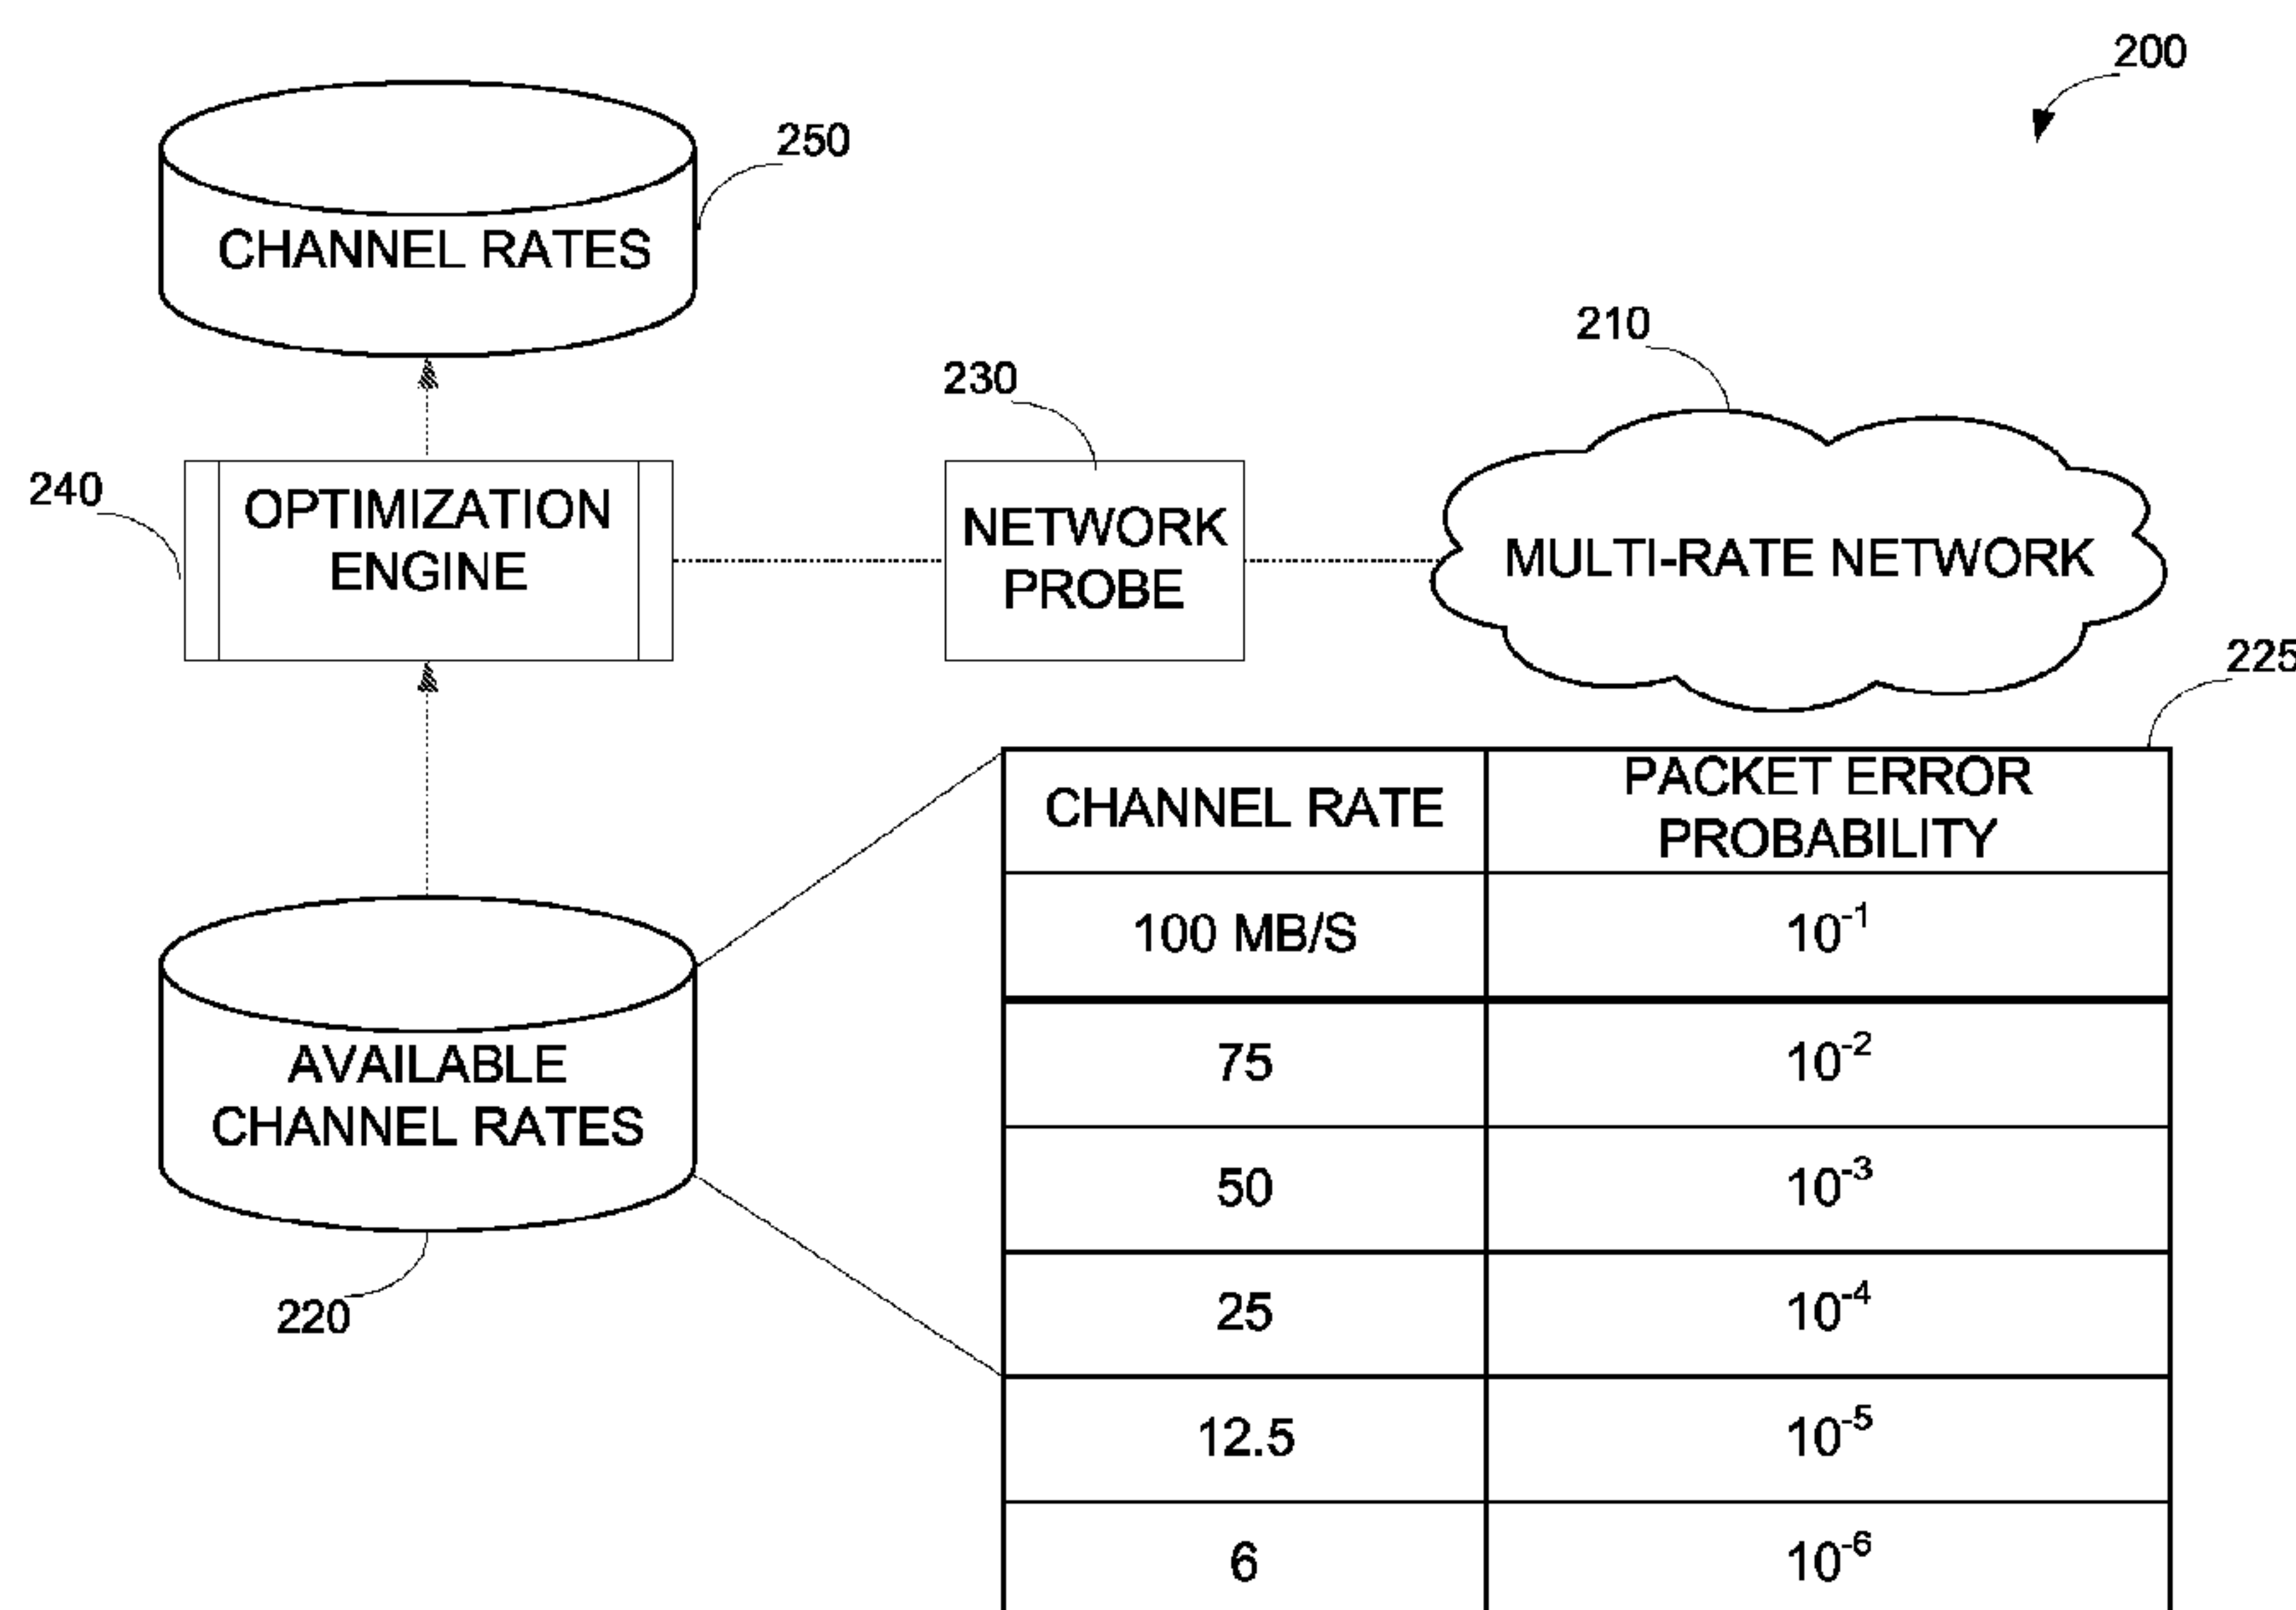 200
250
CHANNEL RATES
210
230
240
OPTIMIZATION
ENGINE
NETWORK
PROBE
MULTI-RATE NETWORK
225
CHANNEL RATE
PACKET ERROR
PROBABILITY
100 MB/S
10⁻¹
75
10⁻²
50
10⁻³
25
10⁻⁴
12.5
10⁻⁵
6
10⁻⁶
AVAILABLE
CHANNEL RATES
220